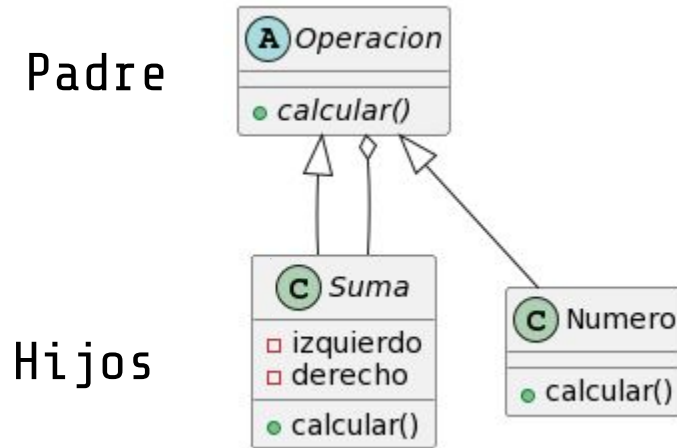 Padre
A Operacion
calcular()
C Suma
izquierdo
derecho
calcular()
C Numero
calcular()
Hijos